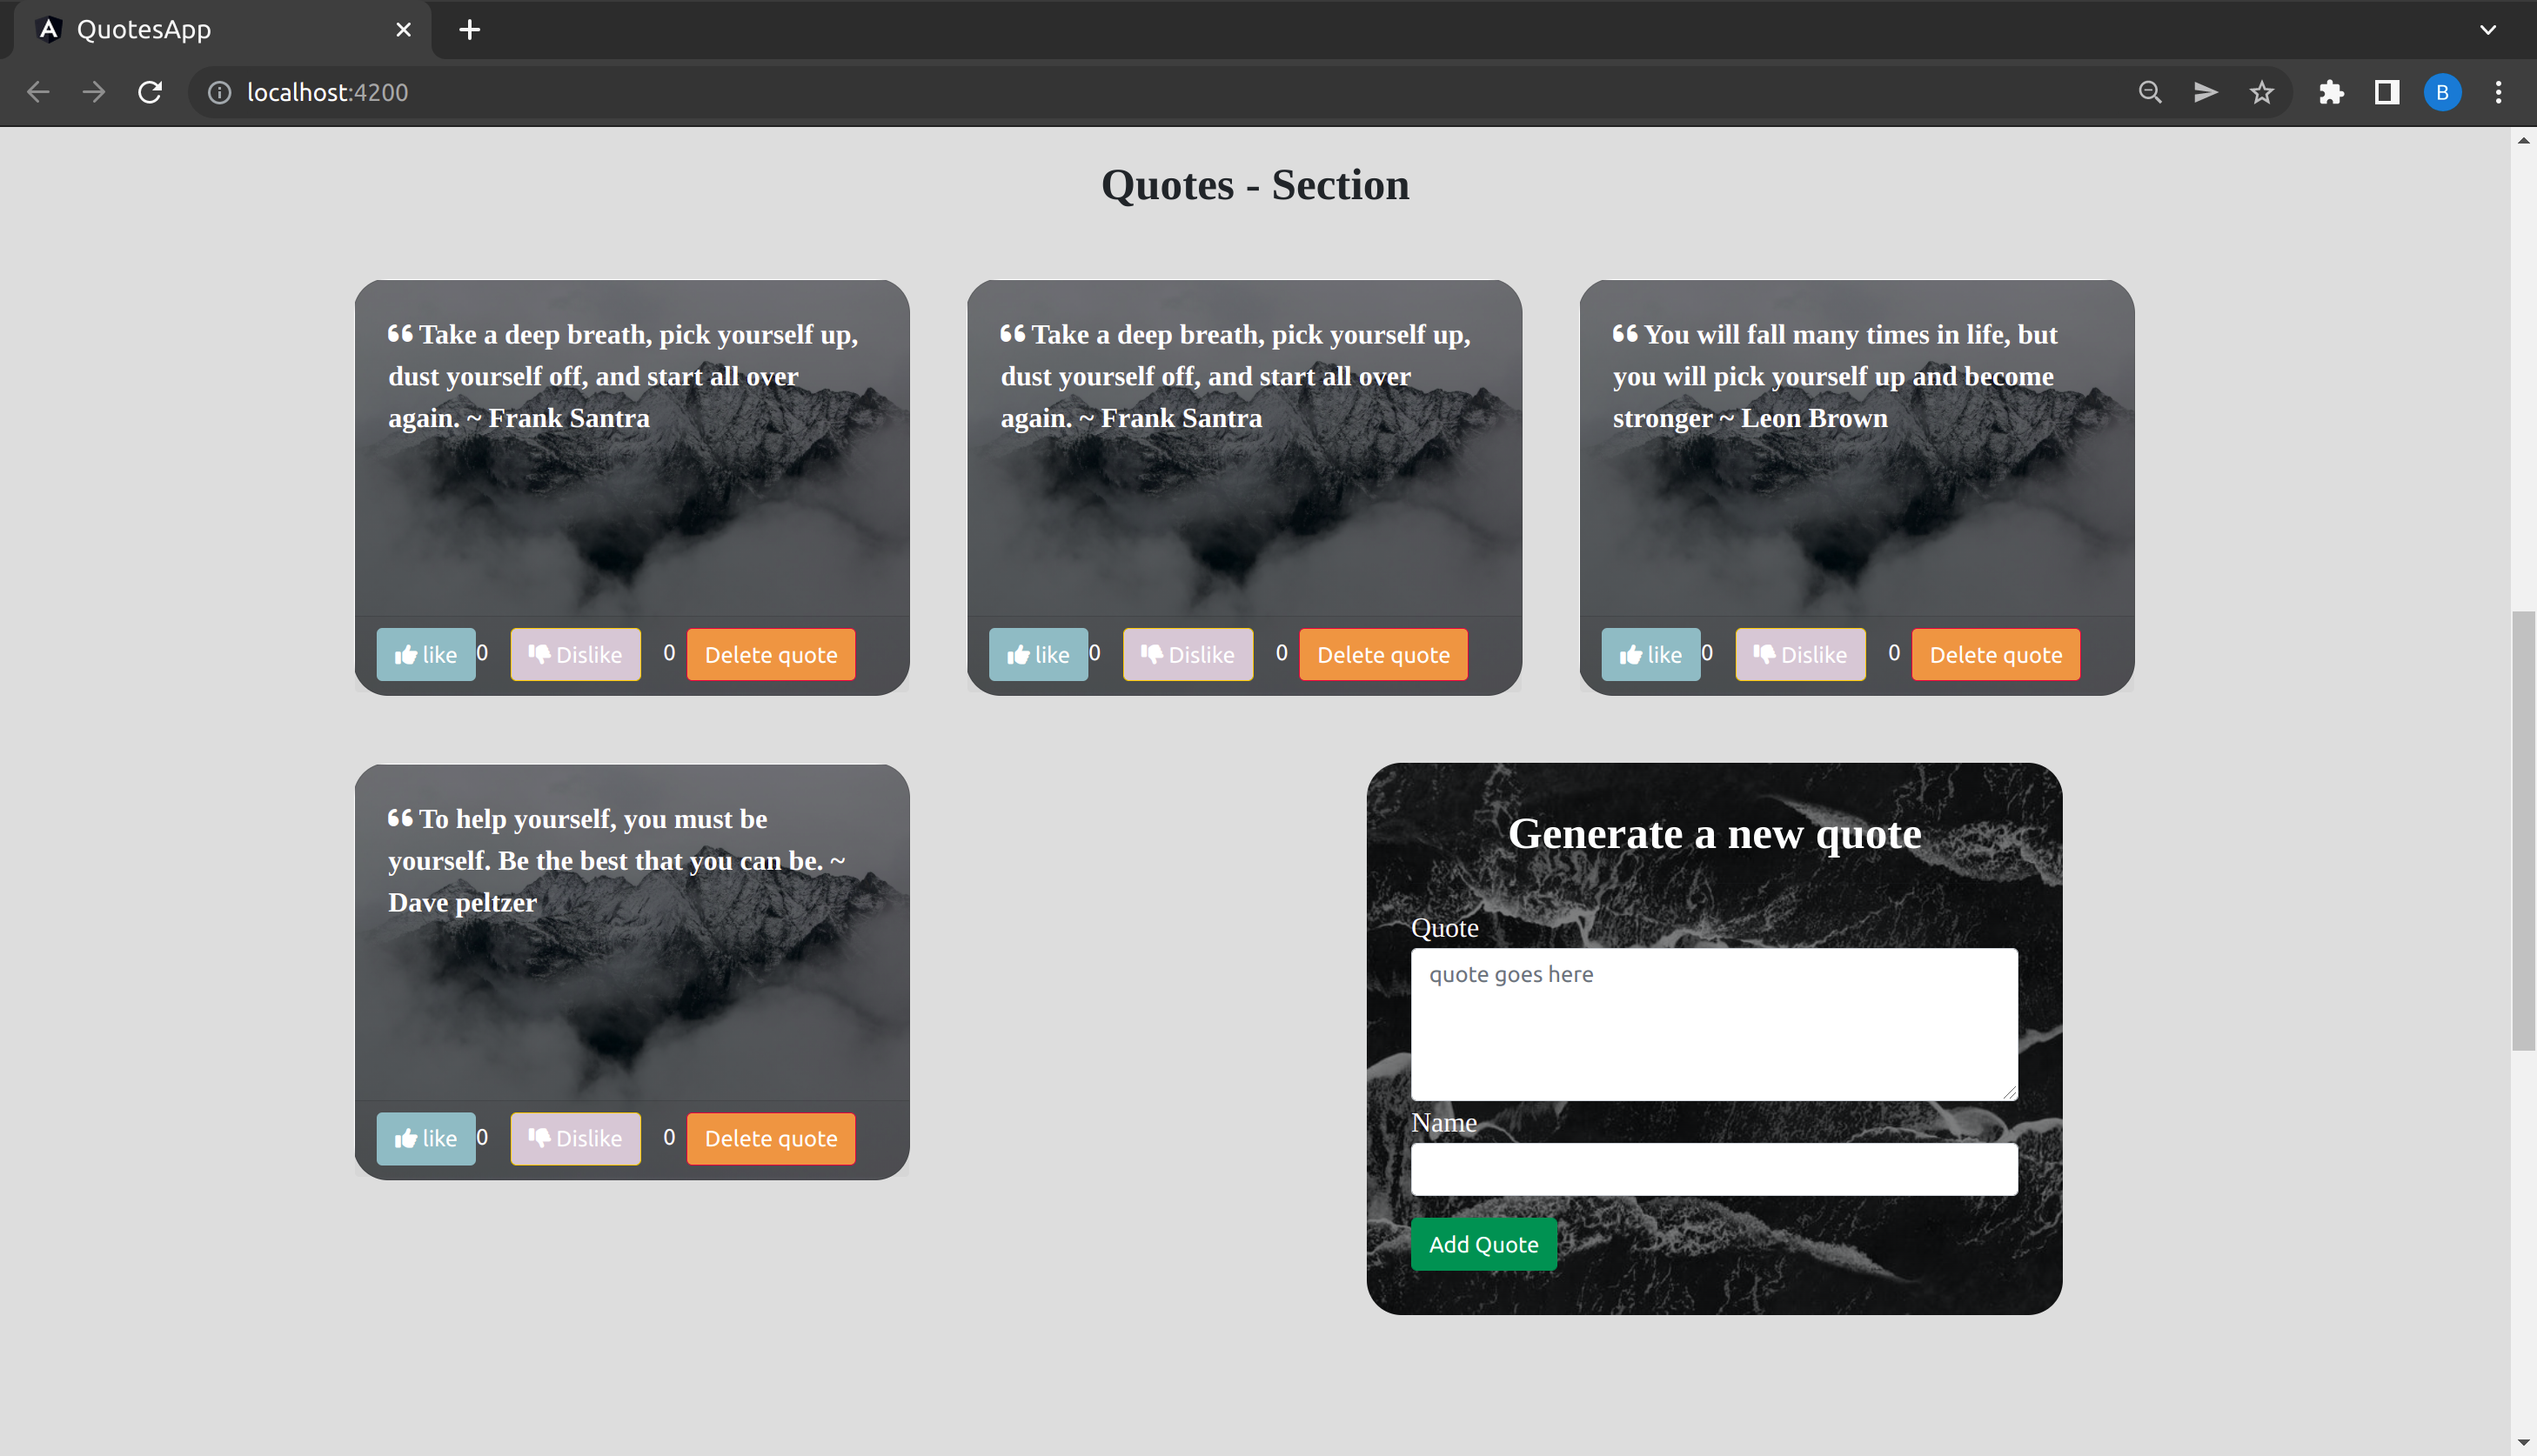 QuotesApp
localhost:4200
B
Quotes - Section
Take a deep breath, pick yourself up,
dust yourself off, and start all over
again. ~ Frank Santra
like 0 Dislike 0 Delete quote
Take a deep breath, pick yourself up,
dust yourself off, and start all over
again. ~ Frank Santra
like 0 Dislike 0 Delete quote
You will fall many times in life, but
you will pick yourself up and become
stronger ~ Leon Brown
like 0 Dislike 0 Delete quote
To help yourself, you must be
yourself. Be the best that you can be. ~
Dave peltzer
like 0 Dislike 0 Delete quote
Generate a new quote
Quote
quote goes here
Name
Add Quote